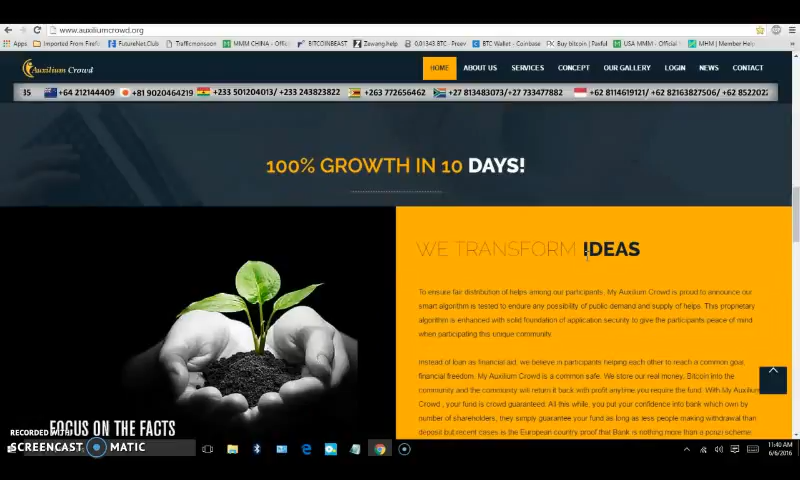 www.auxiliumcrowd.org
Apps Imported From Firefo FutureNet.Club Trafficmonsoon MMM CHINA - Offic BITCOINBEAST Zewang.help 0,01343 BTC- Preev BTC Wallet - Coinbase Buy bitcoin | Paxful USA MMM - Official MHM | Member Help
Auxilium Crowd HOME ABOUT US SERVICES CONCEPT OUR GALLERY LOGIN NEWS CONTACT
35 +64 212144409 +81 9020464219 +233 501204013/ +233 243823822 +263 772656462 +27 813483073/+27 733477882 +62 8114619121/ +62 82163827506/ +62 852202
100% GROWTH IN 10 DAYS!
WE TRANSFORM IDEAS
To ensure fair distribution of helps among our participants, My Auxilium Crowd is proud to announce our
smart algorithm is tested to endure any possibility of public demand and supply of helps. This proprietary
algorithm is enhanced with solid foundation of application security to give the participants peace of mind
when participating this unique community.
Instead of loan as financial aid, we believe in participants helping each other to reach a common goal,
financial freedom. My Auxilium Crowd is a common safe. We store our real money, Bitcoin into the
community and the community will return it back with profit anytime you require the fund. With My Auxilium
Crowd , your fund is crowd guaranteed. All this while, you put your confidence into bank which own by
number of shareholders, they simply guarantee your fund as long as less people making withdrawal than
deposit but recent cases is the European country proof that Bank is nothing more than a ponzi scheme
FOCUS ON THE FACTS
RECORDED WITH
SCREENCAST MATIC
11:40 AM
6/6/2016